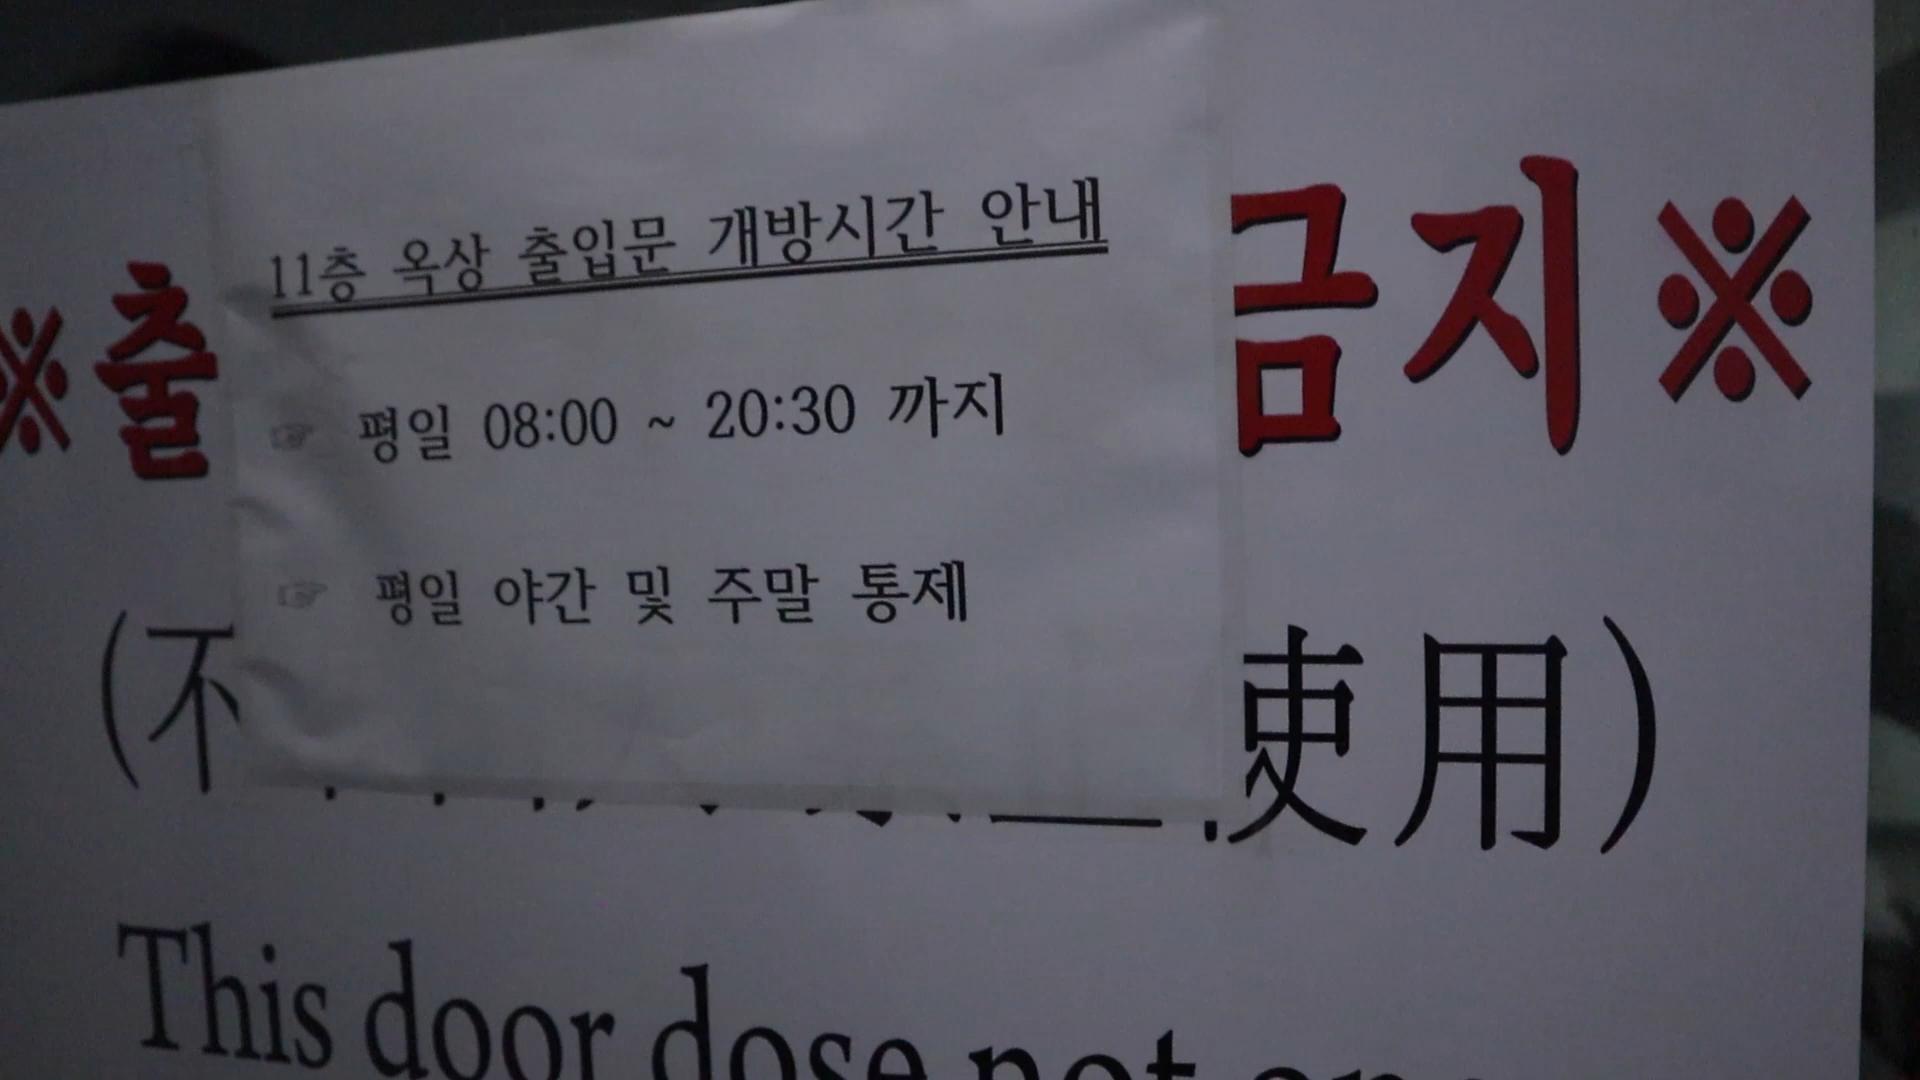 11층 옥상 출입문 개방시간 안내
☞ 평일 08:00 ~ 20:30 까지
☞ 평일 야간 및 주말 통제
※출 금지※
(不 使用)
This door dose not